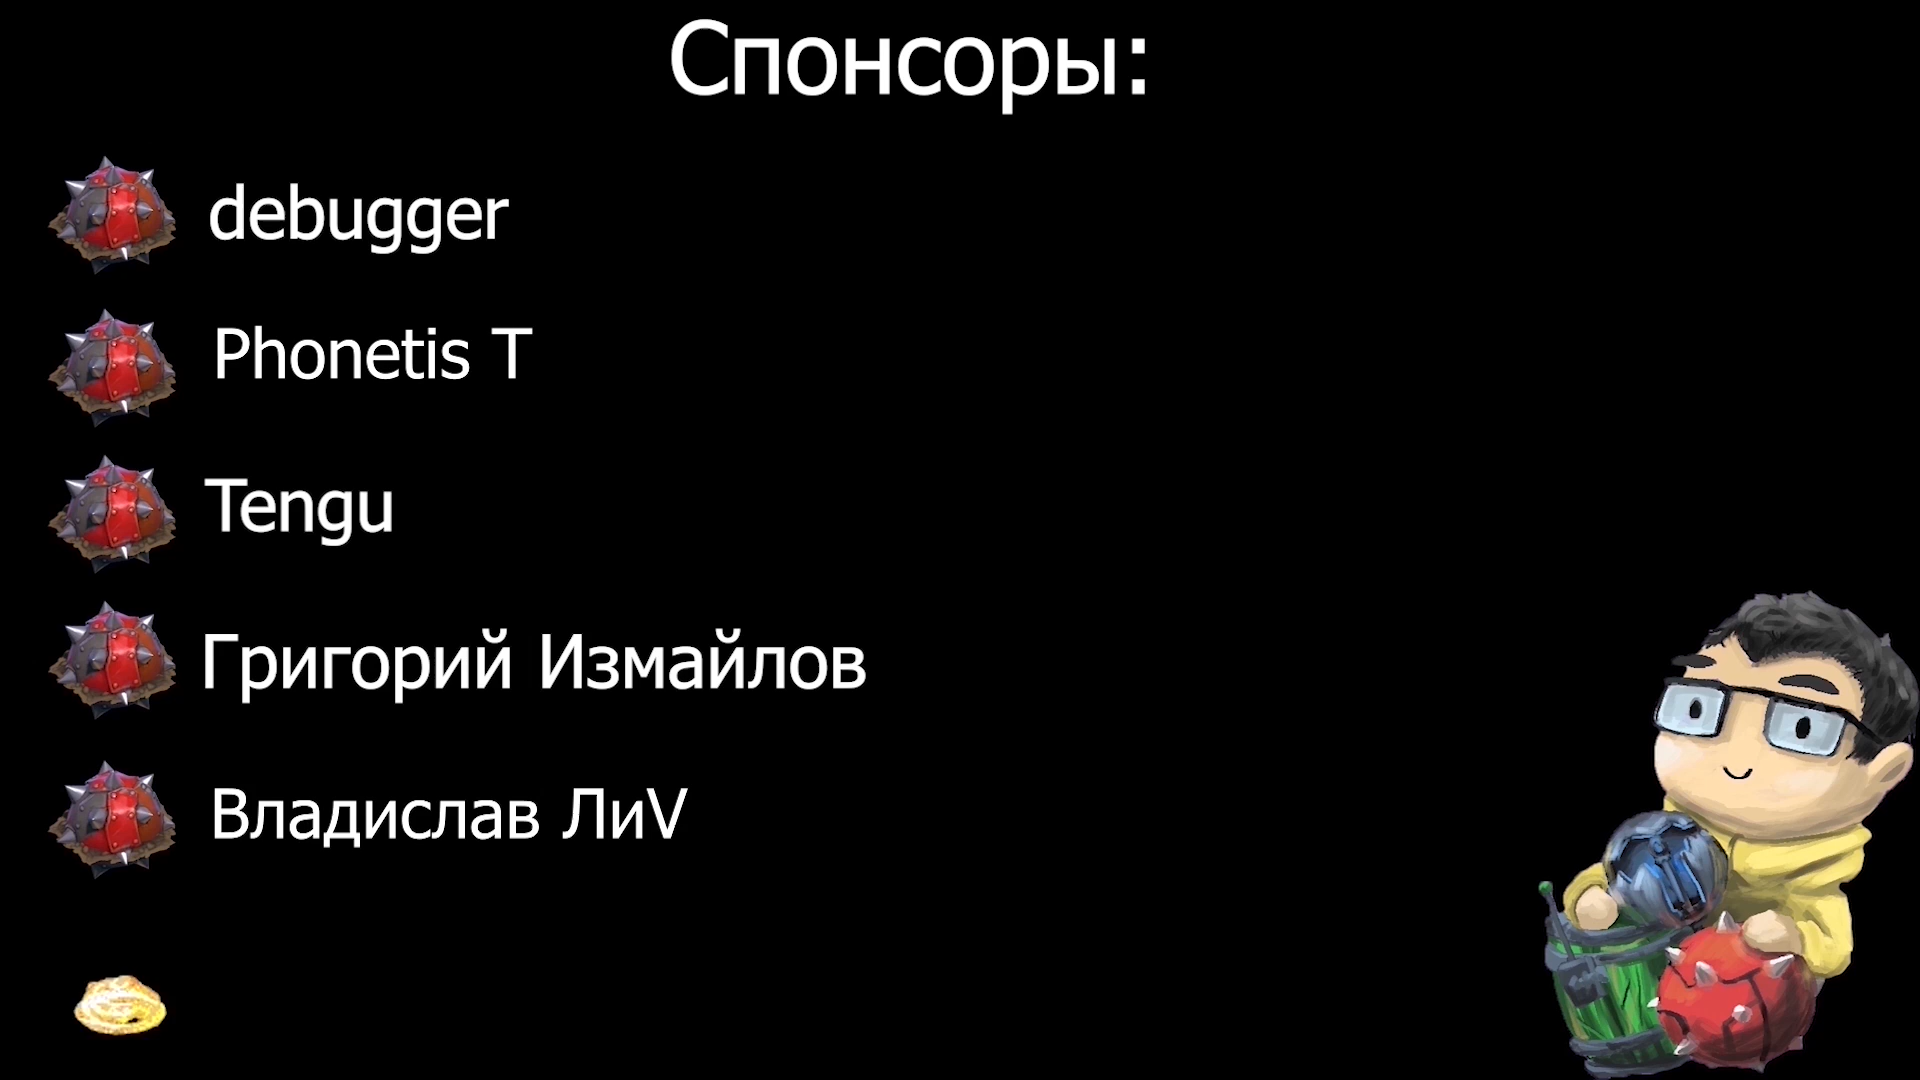 Спонсоры:
debugger
Phonetis T
Tengu
Григорий Измайлов
Владислав ЛиV